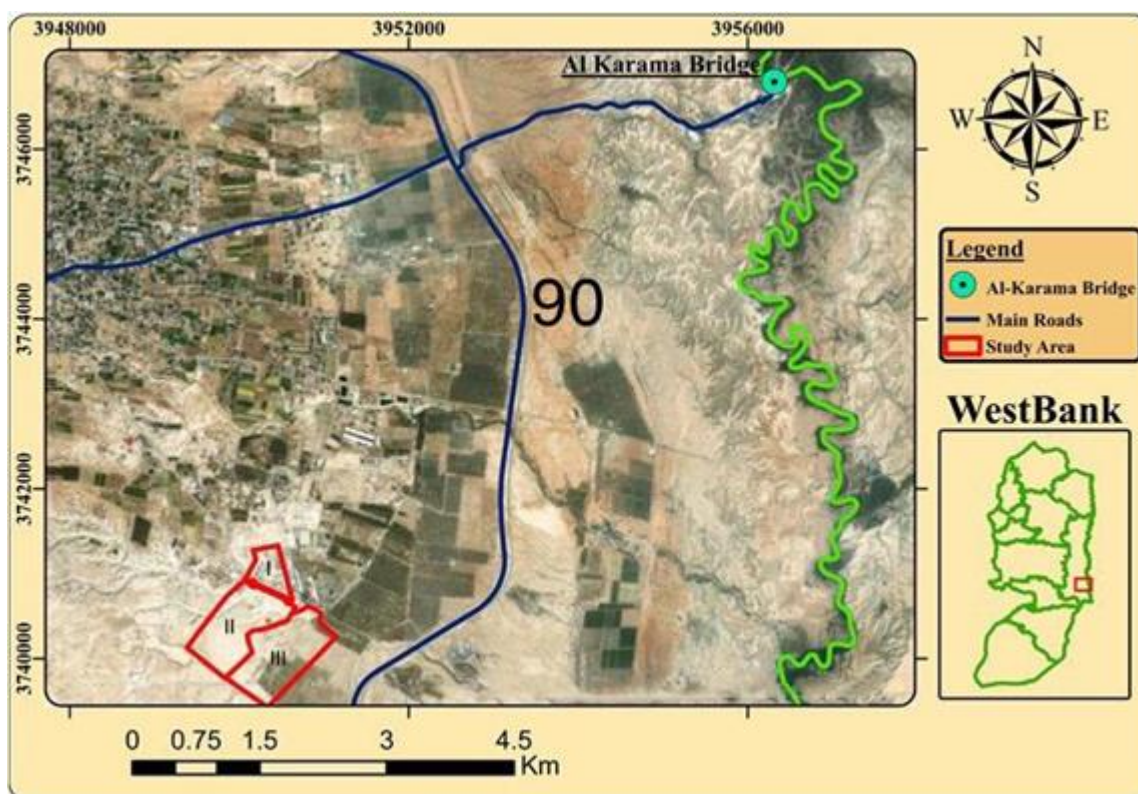 3948000 3952000 3956000
Al Karama Bridge
3746000
3744000
3742000
3740000
90
I
II
III
0 0.75 1.5 3 4.5
Km
N
W E
S
Legend
Al-Karama Bridge
Main Roads
Study Area
WestBank